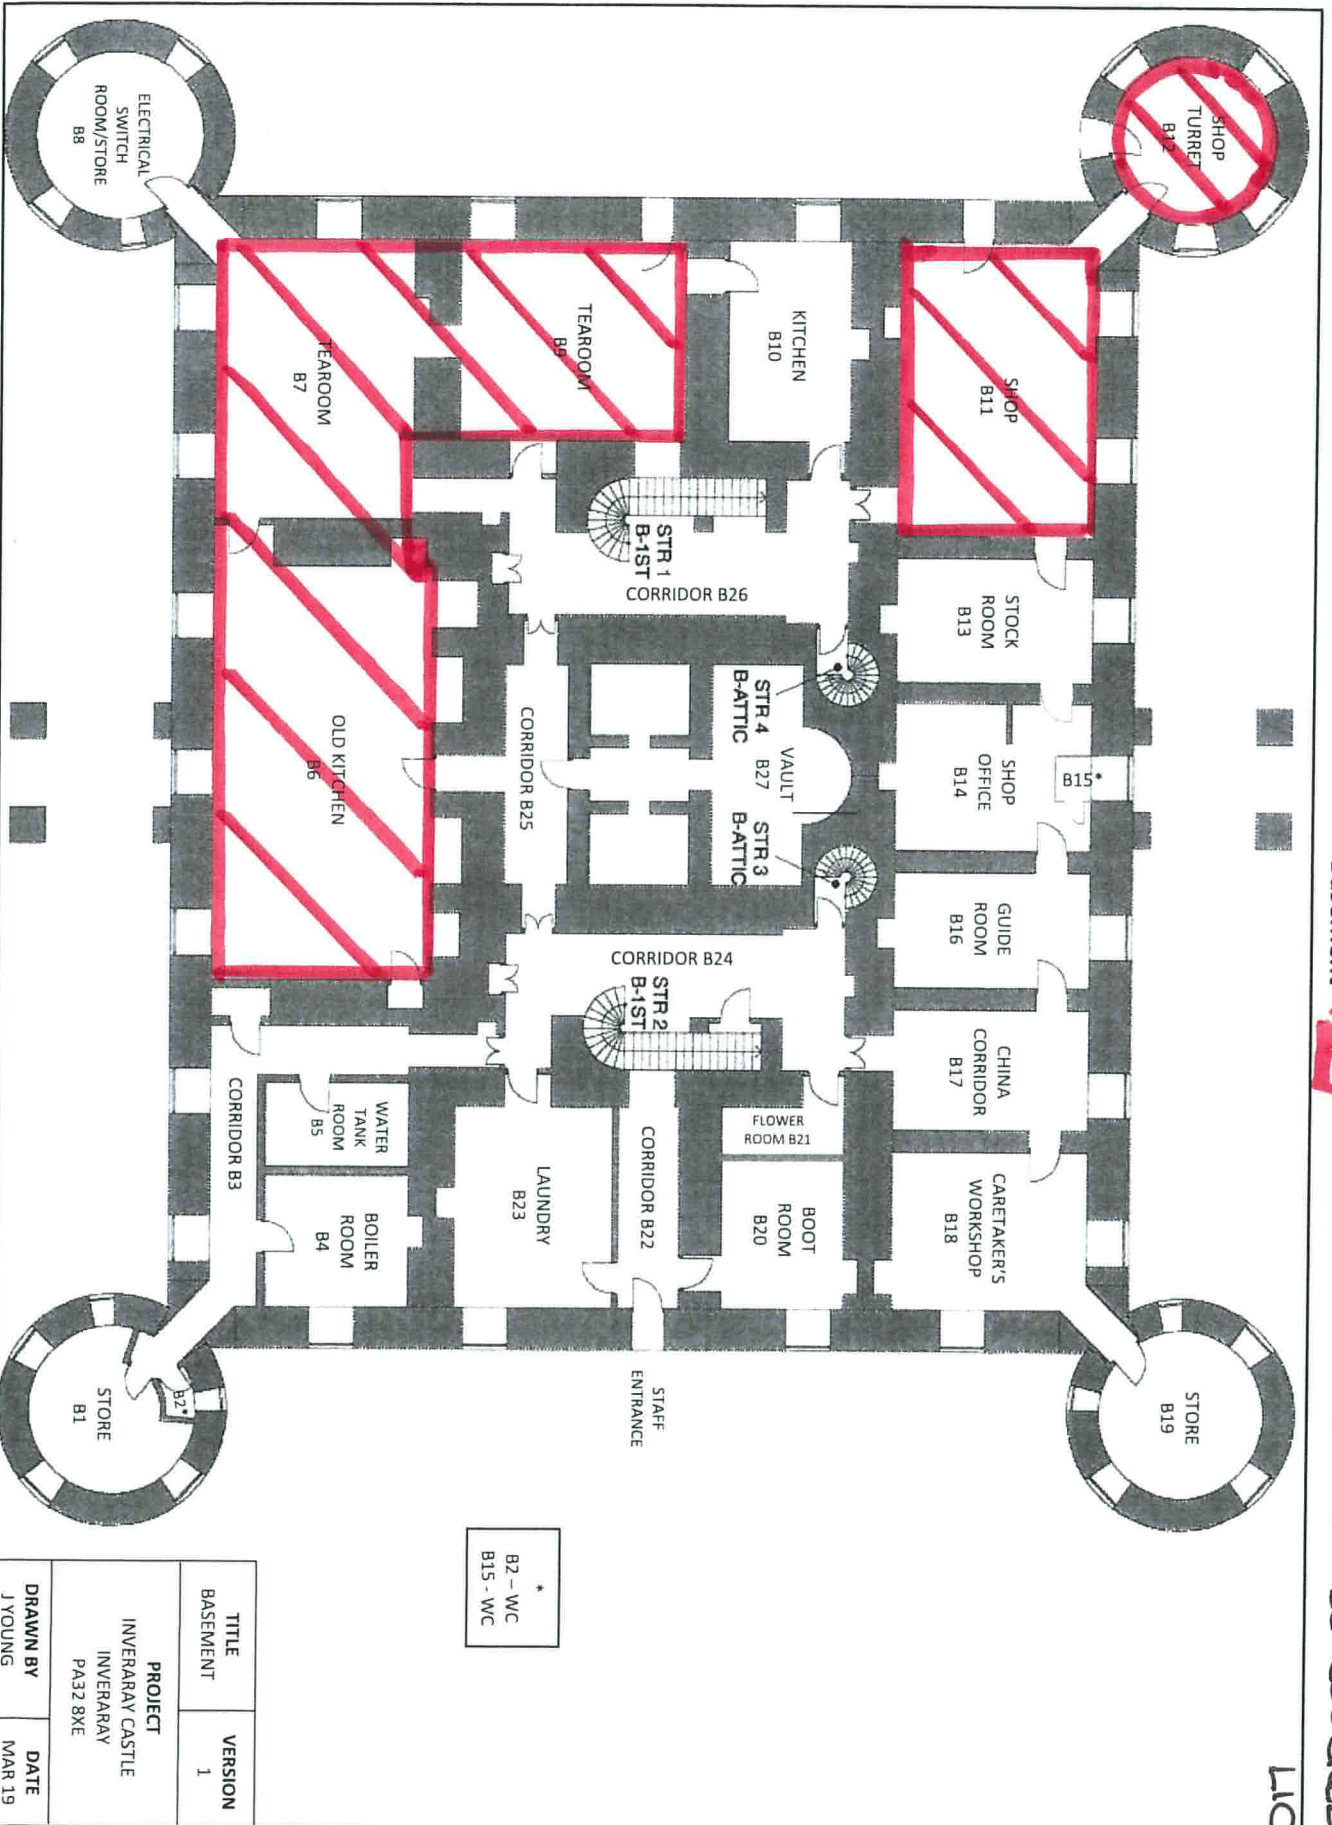 ELECTRICAL
SWITCH
ROOM/STORE
B8
SHOP
TURRET
B12
TEAROOM
B7
TEAROOM
B9
KITCHEN
B10
SHOP
B11
STR 1
B-1ST
CORRIDOR B26
STOCK
ROOM
B13
OLD KITCHEN
B6
CORRIDOR B25
STR 4
B-ATTIC
VAULT
B27
STR 3
B-ATTIC
SHOP
OFFICE
B14
B15*
GUIDE
ROOM
B16
CORRIDOR B24
STR 2
B-1ST
CHINA
CORRIDOR
B17
CORRIDOR B3
WATER
TANK
ROOM
B5
BOILER
ROOM
B4
LAUNDRY
B23
CORRIDOR B22
FLOWER
ROOM B21
BOOT
ROOM
B20
CARETAKER'S
WORKSHOP
B18
STORE
B1
B2*
STAFF
ENTRANCE
STORE
B19
*
B2 – WC
B15 - WC
TITLE
BASEMENT
VERSION
1
PROJECT
INVERARAY CASTLE
INVERARAY
PA32 8XE
DRAWN BY
J YOUNG
DATE
MAR 19